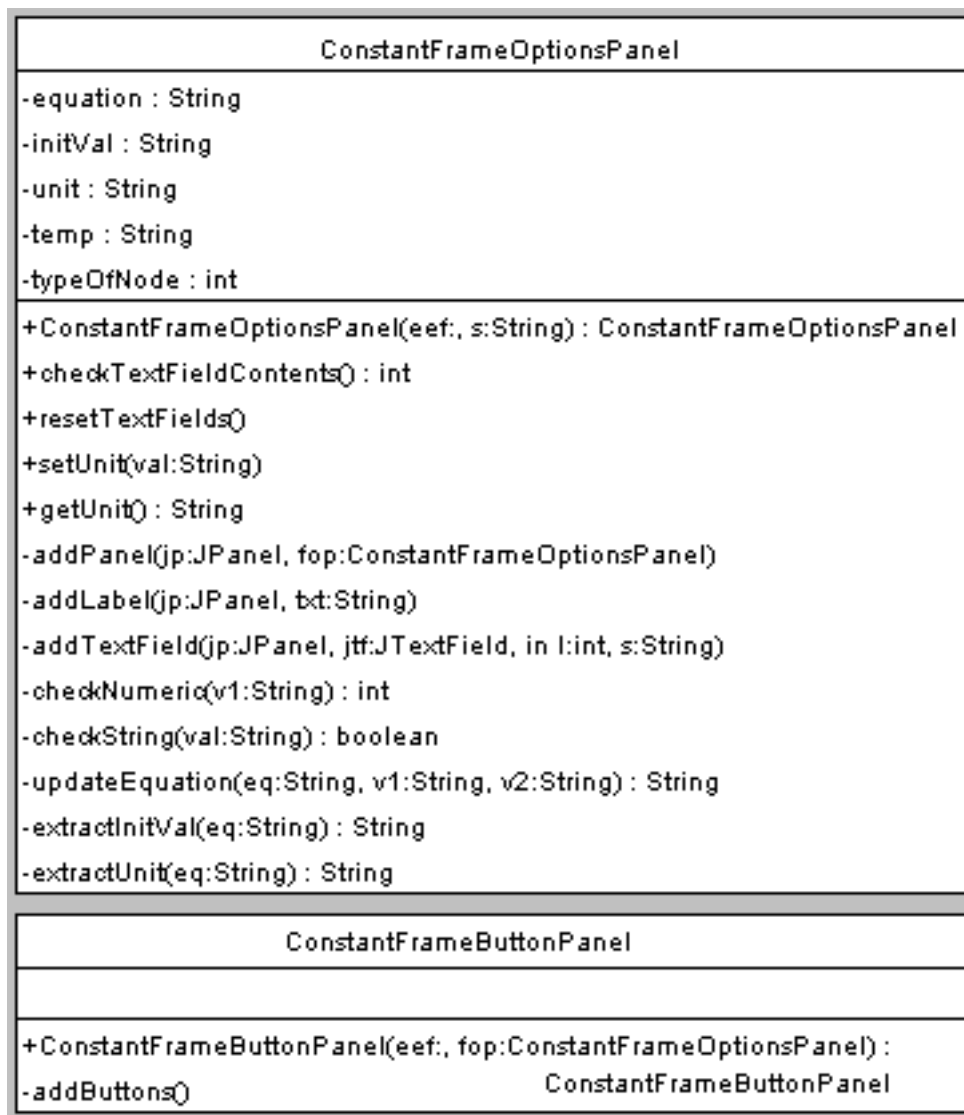 ConstantFrameOptionsPanel
-equation : String
-initVal : String
-unit : String
-temp : String
-typeOfNode : int
+ConstantFrameOptionsPanel(eef:, s:String) : ConstantFrameOptionsPanel
+checkTextFieldContents() : int
+resetTextFields()
+setUnit(val:String)
+getUnit() : String
-addPanel(jp:JPanel, fop:ConstantFrameOptionsPanel)
-addLabel(jp:JPanel, txt:String)
-addTextField(jp:JPanel, jtf:JTextField, in l:int, s:String)
-checkNumeric(v1:String) : int
-checkString(val:String) : boolean
-updateEquation(eq:String, v1:String, v2:String) : String
-extractInitVal(eq:String) : String
-extractUnit(eq:String) : String
ConstantFrameButtonPanel
+ConstantFrameButtonPanel(eef:, fop:ConstantFrameOptionsPanel) :
ConstantFrameButtonPanel
-addButtons()